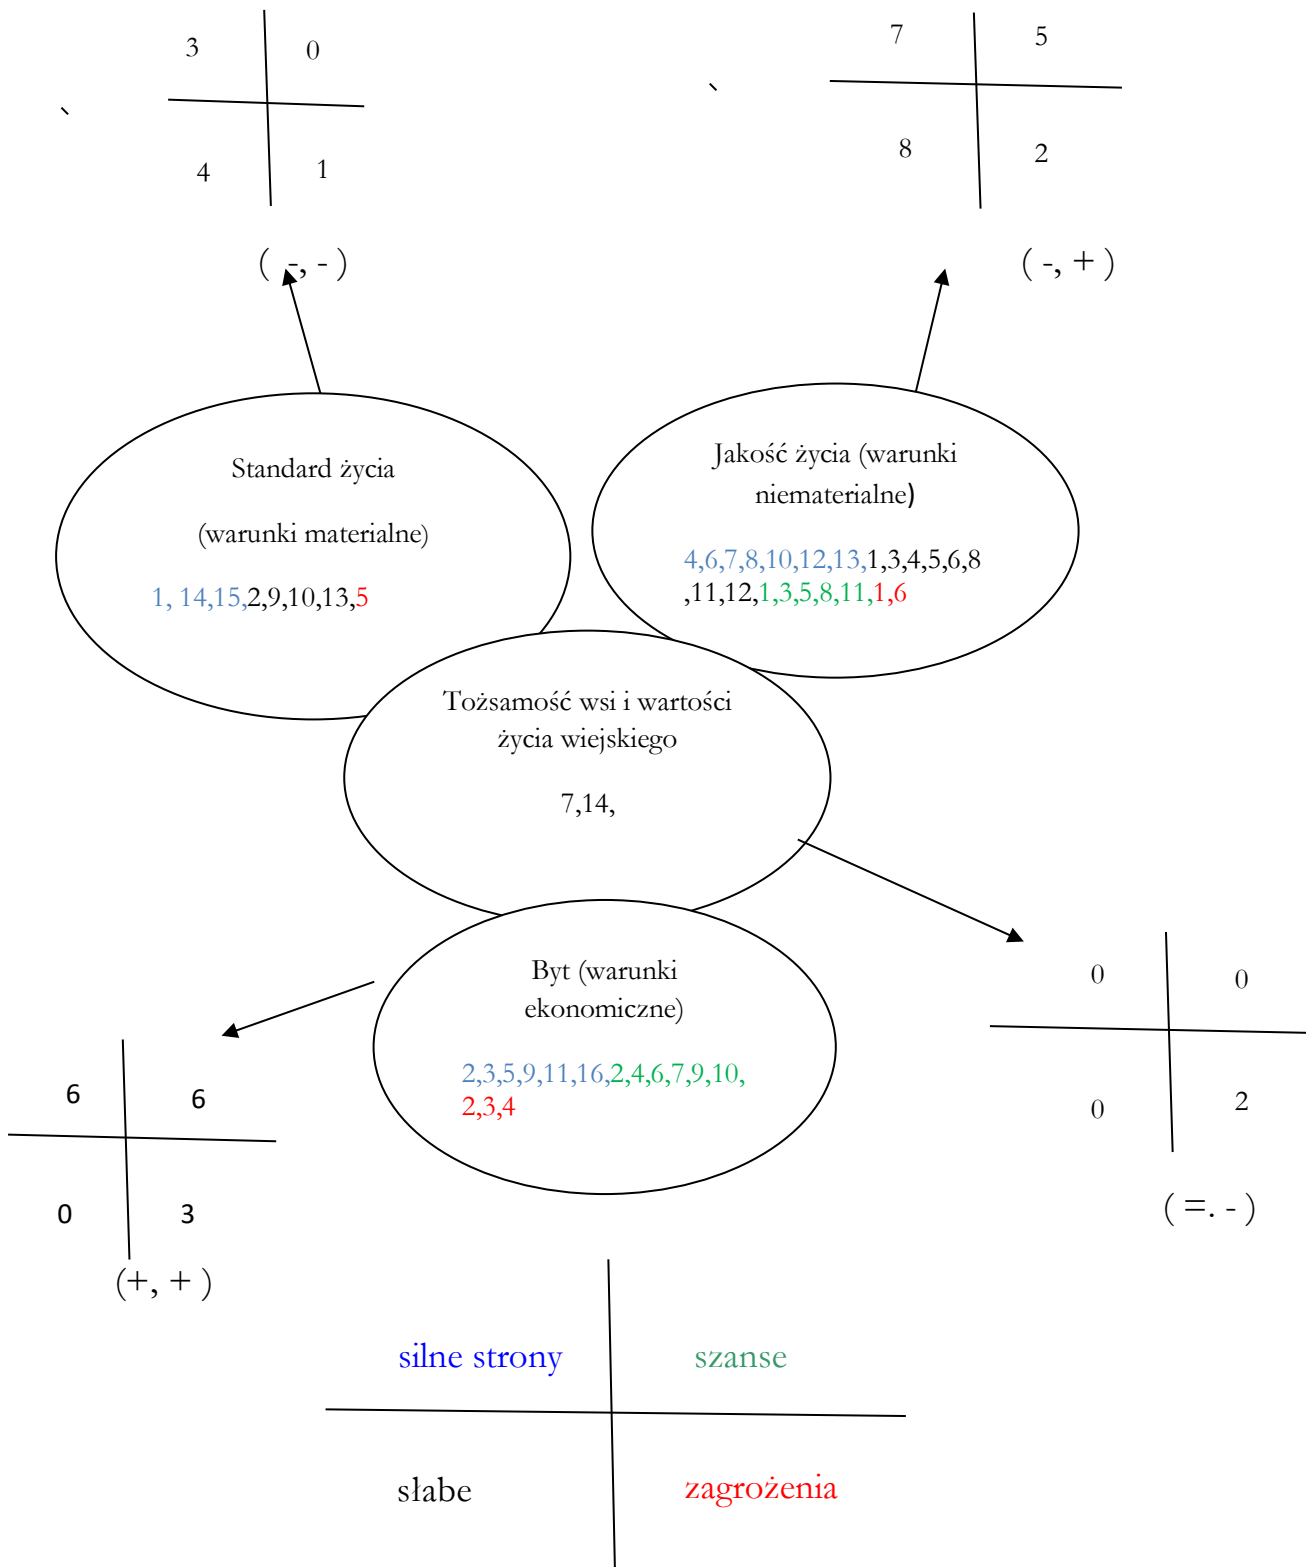 3 0
4 1
( -, - )
7 5
8 2
( -, + )
Standard życia
(warunki materialne)
1, 14,15,2,9,10,13,5
Jakość życia (warunki
niematerialne)
4,6,7,8,10,12,13,1,3,4,5,6,8
,11,12,1,3,5,8,11,1,6
Tożsamość wsi i wartości
życia wiejskiego
7,14,
Byt (warunki
ekonomiczne)
2,3,5,9,11,16,2,4,6,7,9,10,
2,3,4
0 0
0 2
( =. - )
6 6
0 3
(+, + )
silne strony szanse
słabe zagrożenia